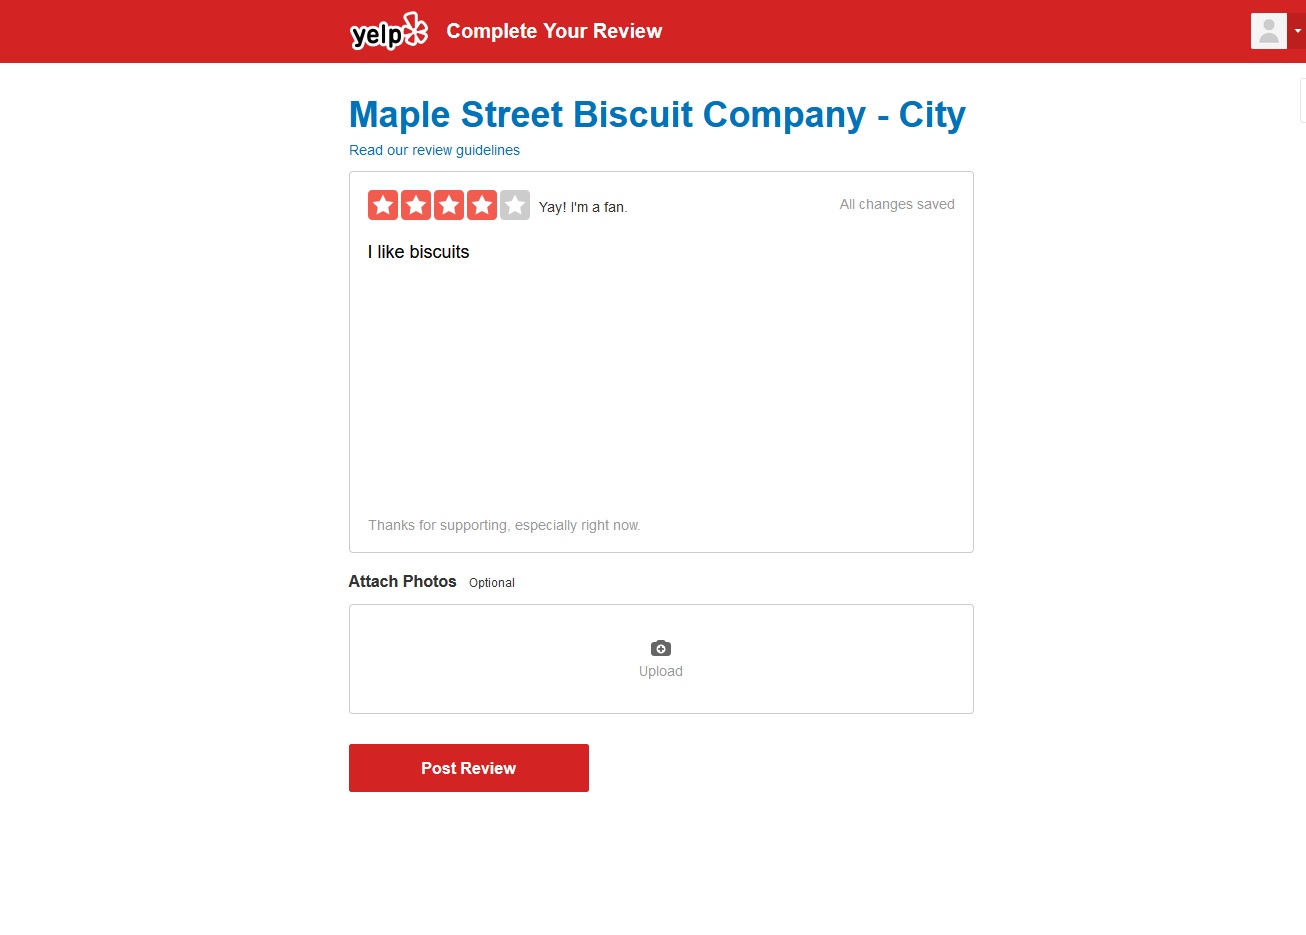 yelp Complete Your Review
Maple Street Biscuit Company - City
Read our review guidelines
Yay! I'm a fan. All changes saved
I like biscuits
Thanks for supporting, especially right now.
Attach Photos Optional
Upload
Post Review